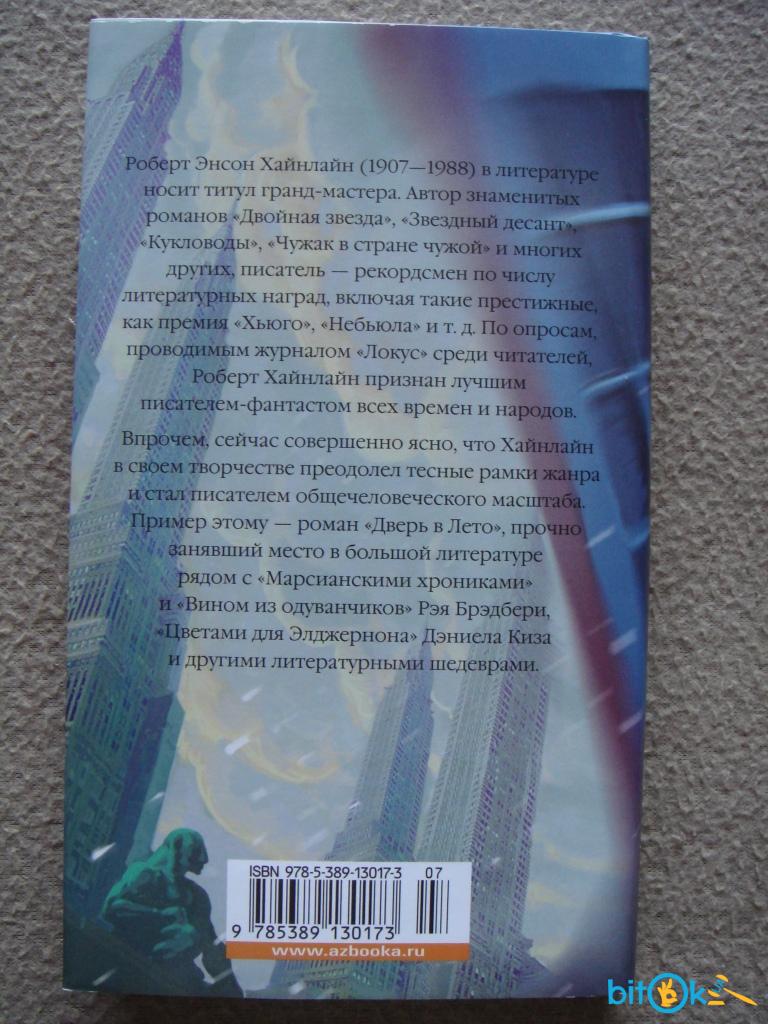 Роберт Энсон Хайнлайн (1907—1988) в литературе
носит титул гранд-мастера. Автор знаменитых
романов «Двойная звезда», «Звездный десант»,
«Кукловоды», «Чужак в стране чужой» и многих
других, писатель — рекордсмен по числу
литературных наград, включая такие престижные,
как премия «Хьюго», «Небьюла» и т. д. По опросам,
проводимым журналом «Локус» среди читателей,
Роберт Хайнлайн признан лучшим
писателем-фантастом всех времен и народов.
Впрочем, сейчас совершенно ясно, что Хайнлайн
в своем творчестве преодолел тесные рамки жанра
и стал писателем общечеловеческого масштаба.
Пример этому — роман «Дверь в Лето», прочно
занявший место в большой литературе
рядом с «Марсианскими хрониками»
и «Вином из одуванчиков» Рэя Брэдбери,
«Цветами для Элджернона» Дэниела Киза
и другими литературными шедеврами.
ISBN 978-5-389-13017-3 07
9 785389 130173
www.azbooka.ru
bitOk